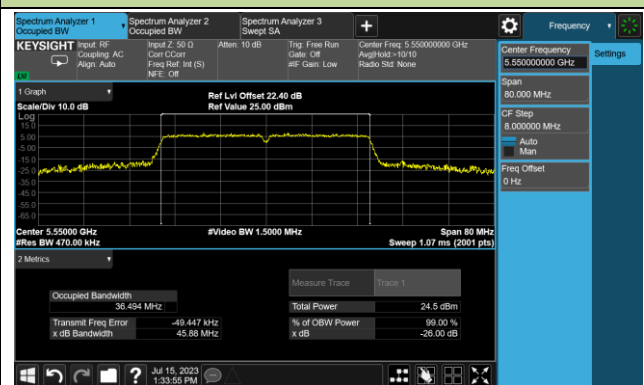 Spectrum Analyzer 1
Occupied BW
Spectrum Analyzer 2
Occupied BW
Spectrum Analyzer 3
Swept SA
+
Frequency
KEYSIGHT
Input: RF
Coupling: AC
Align: Auto
Input Z: 50 Ω
Corr CCorr
Freq Ref: Int (S)
NFE: Off
Atten: 10 dB
Trig: Free Run
Gate: Off
#IF Gain: Low
Center Freq: 5.550000000 GHz
Avg|Hold:>10/10
Radio Std: None
Center Frequency
5.550000000 GHz
Settings
Span
80.000 MHz
CF Step
8.000000 MHz
Auto
Man
Freq Offset
0 Hz
1 Graph
Scale/Div 10.0 dB
Ref Lvl Offset 22.40 dB
Ref Value 25.00 dBm
Log
15.0
5.00
-5.00
-15.0
-25.0
-35.0
-45.0
-55.0
-65.0
Center 5.55000 GHz
#Res BW 470.00 kHz
#Video BW 1.5000 MHz
Span 80 MHz
Sweep 1.07 ms (2001 pts)
2 Metrics
Measure Trace
Trace 1
Occupied Bandwidth
36.494 MHz
Total Power
24.5 dBm
Transmit Freq Error
-49.447 kHz
% of OBW Power
99.00 %
x dB Bandwidth
45.88 MHz
x dB
-26.00 dB
?
Jul 15, 2023
1:33:55 PM